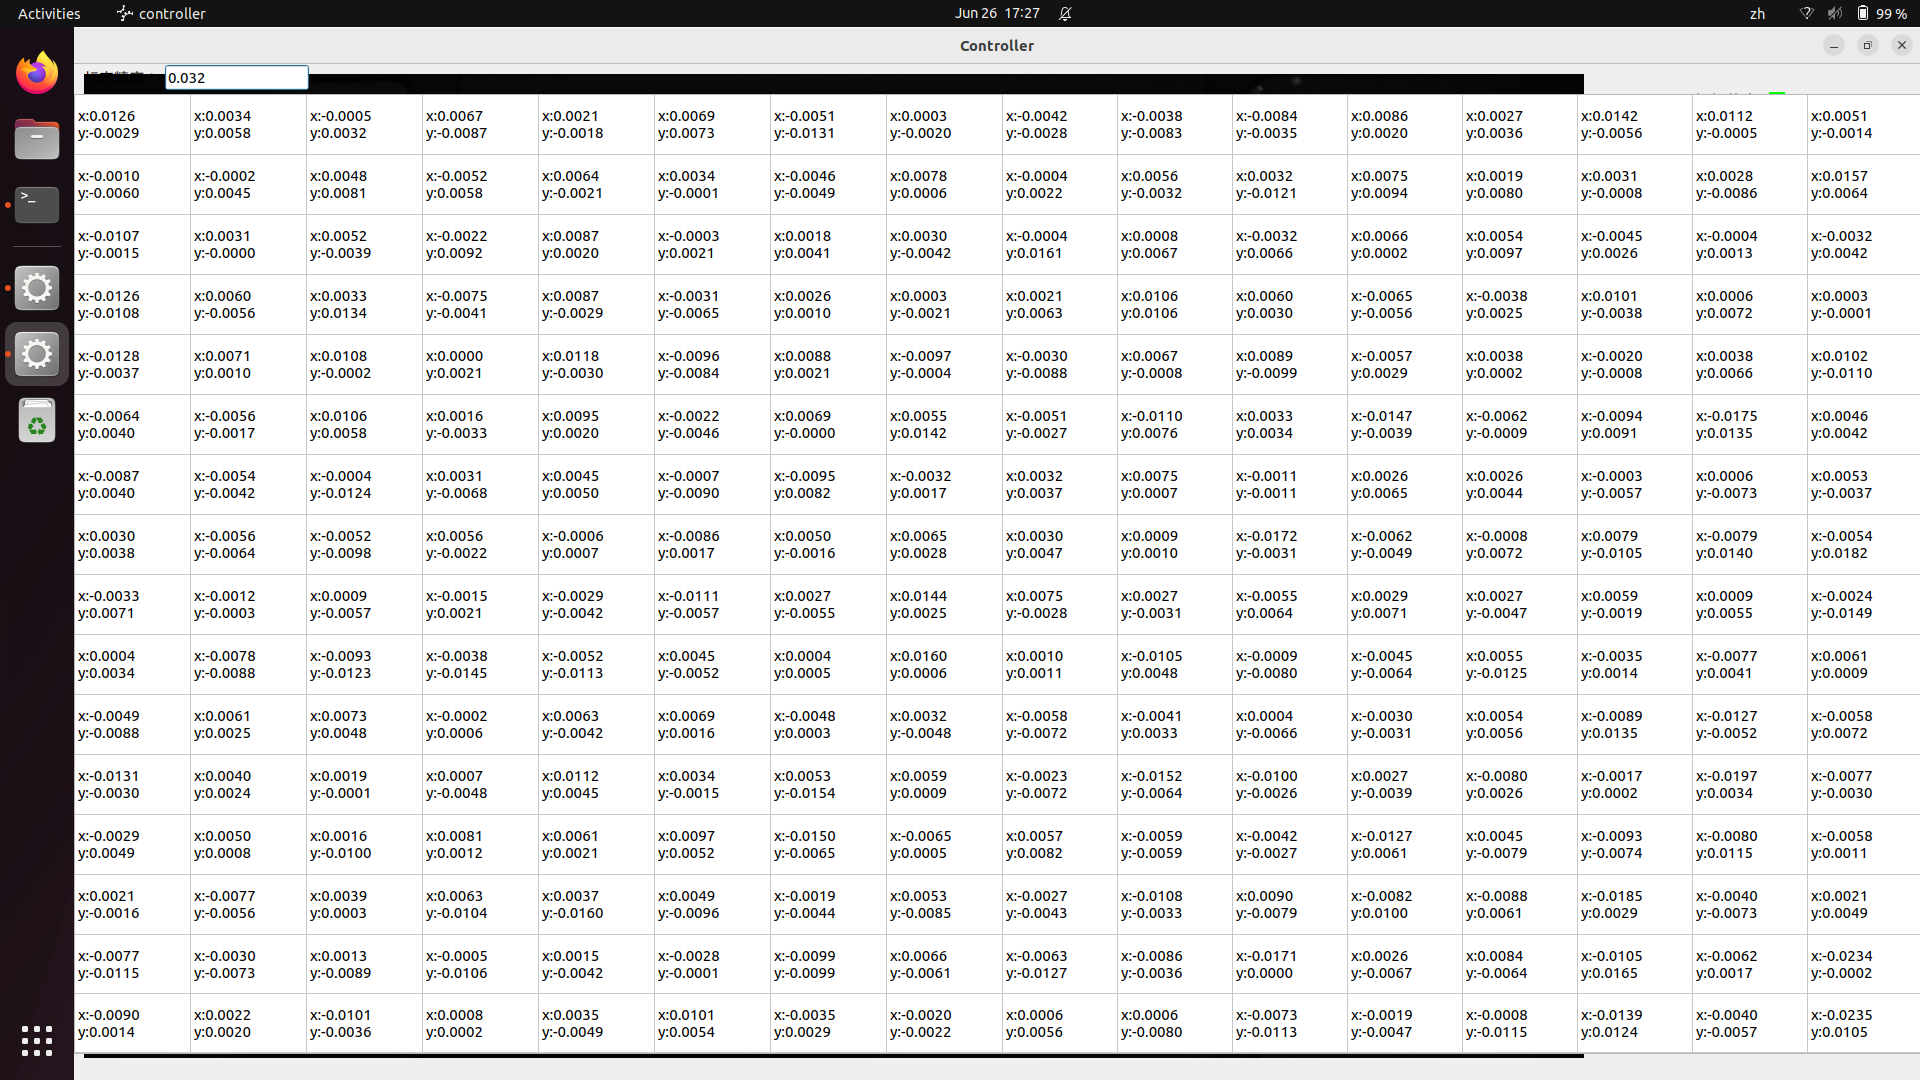 Activities
controller
Jun 26 17:27
zh
99 %
Controller
0.032
x:0.0126 x:0.0034 x:-0.0005 x:0.0067 x:0.0021 x:0.0069 x:-0.0051 x:0.0003 x:-0.0042 x:-0.0038 x:-0.0084 x:0.0086 x:0.0027 x:0.0142 x:0.0112 x:0.0051
y:-0.0029 y:0.0058 y:0.0032 y:-0.0087 y:-0.0018 y:0.0073 y:-0.0131 y:-0.0020 y:-0.0028 y:-0.0083 y:-0.0035 y:0.0020 y:0.0036 y:-0.0056 y:-0.0005 y:-0.0014
x:-0.0010 x:-0.0002 x:0.0048 x:-0.0052 x:0.0064 x:0.0034 x:-0.0046 x:0.0078 x:-0.0004 x:0.0056 x:0.0032 x:0.0075 x:0.0019 x:0.0031 x:0.0028 x:0.0157
y:-0.0060 y:0.0045 y:0.0081 y:0.0058 y:-0.0021 y:-0.0001 y:-0.0049 y:0.0006 y:0.0022 y:-0.0032 y:-0.0121 y:0.0094 y:0.0080 y:-0.0008 y:-0.0086 y:0.0064
x:-0.0107 x:0.0031 x:0.0052 x:-0.0022 x:0.0087 x:-0.0003 x:0.0018 x:0.0030 x:-0.0004 x:0.0008 x:-0.0032 x:0.0066 x:0.0054 x:-0.0045 x:-0.0004 x:-0.0032
y:-0.0015 y:-0.0000 y:-0.0039 y:0.0092 y:0.0020 y:0.0021 y:0.0041 y:-0.0042 y:0.0161 y:0.0067 y:0.0066 y:0.0002 y:0.0097 y:0.0026 y:0.0013 y:0.0042
x:-0.0126 x:0.0060 x:0.0033 x:-0.0075 x:0.0087 x:-0.0031 x:0.0026 x:0.0003 x:0.0021 x:0.0106 x:0.0060 x:-0.0065 x:-0.0038 x:0.0101 x:0.0006 x:0.0003
y:-0.0108 y:-0.0056 y:0.0134 y:-0.0041 y:-0.0029 y:-0.0065 y:0.0010 y:-0.0021 y:0.0063 y:0.0106 y:0.0030 y:-0.0056 y:0.0025 y:-0.0038 y:0.0072 y:-0.0001
x:-0.0128 x:0.0071 x:0.0108 x:0.0000 x:0.0118 x:-0.0096 x:0.0088 x:-0.0097 x:-0.0030 x:0.0067 x:0.0089 x:-0.0057 x:0.0038 x:-0.0020 x:0.0038 x:0.0102
y:-0.0037 y:0.0010 y:-0.0002 y:0.0021 y:-0.0030 y:-0.0084 y:0.0021 y:-0.0004 y:-0.0088 y:-0.0008 y:-0.0099 y:0.0029 y:0.0002 y:-0.0008 y:0.0066 y:-0.0110
x:-0.0064 x:-0.0056 x:0.0106 x:0.0016 x:0.0095 x:-0.0022 x:0.0069 x:0.0055 x:-0.0051 x:-0.0110 x:0.0033 x:-0.0147 x:-0.0062 x:-0.0094 x:-0.0175 x:0.0046
y:0.0040 y:-0.0017 y:0.0058 y:-0.0033 y:0.0020 y:-0.0046 y:-0.0000 y:0.0142 y:-0.0027 y:0.0076 y:0.0034 y:-0.0039 y:-0.0009 y:0.0091 y:0.0135 y:0.0042
x:-0.0087 x:-0.0054 x:-0.0004 x:0.0031 x:0.0045 x:-0.0007 x:-0.0095 x:-0.0032 x:0.0032 x:0.0075 x:-0.0011 x:0.0026 x:0.0026 x:-0.0003 x:0.0006 x:0.0053
y:0.0040 y:-0.0042 y:-0.0124 y:-0.0068 y:0.0050 y:-0.0090 y:0.0082 y:0.0017 y:0.0037 y:0.0007 y:-0.0011 y:0.0065 y:0.0044 y:-0.0057 y:-0.0073 y:-0.0037
x:0.0030 x:-0.0056 x:-0.0052 x:0.0056 x:-0.0006 x:-0.0086 x:0.0050 x:0.0065 x:0.0030 x:0.0009 x:-0.0172 x:-0.0062 x:-0.0008 x:0.0079 x:-0.0079 x:-0.0054
y:0.0038 y:-0.0064 y:-0.0098 y:-0.0022 y:0.0007 y:0.0017 y:-0.0016 y:0.0028 y:0.0047 y:0.0010 y:-0.0031 y:-0.0049 y:0.0072 y:-0.0105 y:0.0140 y:0.0182
x:-0.0033 x:-0.0012 x:0.0009 x:-0.0015 x:-0.0029 x:-0.0111 x:0.0027 x:0.0144 x:0.0075 x:0.0027 x:-0.0055 x:0.0029 x:0.0027 x:0.0059 x:0.0009 x:-0.0024
y:0.0071 y:-0.0003 y:-0.0057 y:0.0021 y:-0.0042 y:-0.0057 y:-0.0055 y:0.0025 y:-0.0028 y:-0.0031 y:0.0064 y:0.0071 y:-0.0047 y:-0.0019 y:0.0055 y:-0.0149
x:0.0004 x:-0.0078 x:-0.0093 x:-0.0038 x:-0.0052 x:0.0045 x:0.0004 x:0.0160 x:0.0010 x:-0.0105 x:-0.0009 x:-0.0045 x:0.0055 x:-0.0035 x:-0.0077 x:0.0061
y:0.0034 y:-0.0088 y:-0.0123 y:-0.0145 y:-0.0113 y:-0.0052 y:0.0005 y:0.0006 y:0.0011 y:0.0048 y:-0.0080 y:-0.0064 y:-0.0125 y:0.0014 y:0.0041 y:0.0009
x:-0.0049 x:0.0061 x:0.0073 x:-0.0002 x:0.0063 x:0.0069 x:-0.0048 x:0.0032 x:-0.0058 x:-0.0041 x:0.0004 x:-0.0030 x:0.0054 x:-0.0089 x:-0.0127 x:-0.0058
y:-0.0088 y:0.0025 y:0.0048 y:0.0006 y:-0.0042 y:0.0016 y:0.0003 y:-0.0048 y:-0.0072 y:0.0033 y:-0.0066 y:-0.0031 y:0.0056 y:0.0135 y:-0.0052 y:0.0072
x:-0.0131 x:0.0040 x:0.0019 x:0.0007 x:0.0112 x:0.0034 x:0.0053 x:0.0059 x:-0.0023 x:-0.0152 x:-0.0100 x:0.0027 x:-0.0080 x:-0.0017 x:-0.0197 x:-0.0077
y:-0.0030 y:0.0024 y:-0.0001 y:-0.0048 y:0.0045 y:-0.0015 y:-0.0154 y:0.0009 y:-0.0072 y:-0.0064 y:-0.0026 y:-0.0039 y:0.0026 y:0.0002 y:0.0034 y:-0.0030
x:-0.0029 x:0.0050 x:0.0016 x:0.0081 x:0.0061 x:0.0097 x:-0.0150 x:-0.0065 x:0.0057 x:-0.0059 x:-0.0042 x:-0.0127 x:0.0045 x:-0.0093 x:-0.0080 x:-0.0058
y:0.0049 y:0.0008 y:-0.0100 y:0.0012 y:0.0021 y:0.0052 y:-0.0065 y:0.0005 y:0.0082 y:-0.0059 y:-0.0027 y:0.0061 y:-0.0079 y:-0.0074 y:0.0115 y:0.0011
x:0.0021 x:-0.0077 x:0.0039 x:0.0063 x:0.0037 x:0.0049 x:-0.0019 x:0.0053 x:-0.0027 x:-0.0108 x:0.0090 x:-0.0082 x:-0.0088 x:-0.0185 x:-0.0040 x:0.0021
y:-0.0016 y:-0.0056 y:0.0003 y:-0.0104 y:-0.0160 y:-0.0096 y:-0.0044 y:-0.0085 y:-0.0043 y:-0.0033 y:-0.0079 y:0.0100 y:0.0061 y:0.0029 y:-0.0073 y:0.0049
x:-0.0077 x:-0.0030 x:0.0013 x:-0.0005 x:0.0015 x:-0.0028 x:-0.0099 x:0.0066 x:-0.0063 x:-0.0086 x:-0.0171 x:0.0026 x:0.0084 x:-0.0105 x:-0.0062 x:-0.0234
y:-0.0115 y:-0.0073 y:-0.0089 y:-0.0106 y:-0.0042 y:-0.0001 y:-0.0099 y:-0.0061 y:-0.0127 y:-0.0036 y:0.0000 y:-0.0067 y:-0.0064 y:0.0165 y:0.0017 y:-0.0002
x:-0.0090 x:0.0022 x:-0.0101 x:0.0008 x:0.0035 x:0.0101 x:-0.0035 x:-0.0020 x:0.0006 x:0.0006 x:-0.0073 x:-0.0019 x:-0.0008 x:-0.0139 x:-0.0040 x:-0.0235
y:0.0014 y:0.0020 y:-0.0036 y:0.0002 y:-0.0049 y:0.0054 y:0.0029 y:-0.0022 y:0.0056 y:-0.0080 y:-0.0113 y:-0.0047 y:-0.0115 y:0.0124 y:-0.0057 y:0.0105